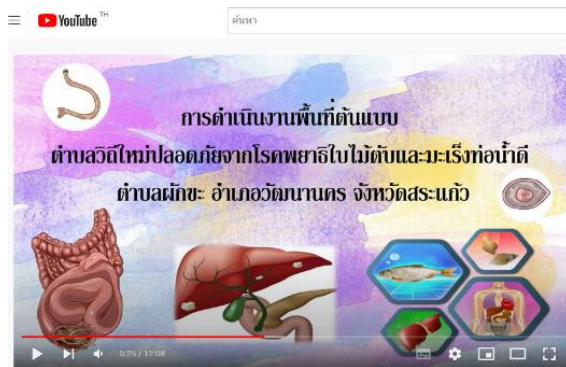 YouTube TH
ค้นหา
การดำเนินงานพื้นที่ต้นแบบ
ตำบลวิถีใหม่ปลอดภัยจากโรคพยาธิใบไม้ตับและมะเร็งท่อน้ำดี
ตำบลผักขะ อำเภอวัฒนานคร จังหวัดสระแก้ว
5:25 / 12:08